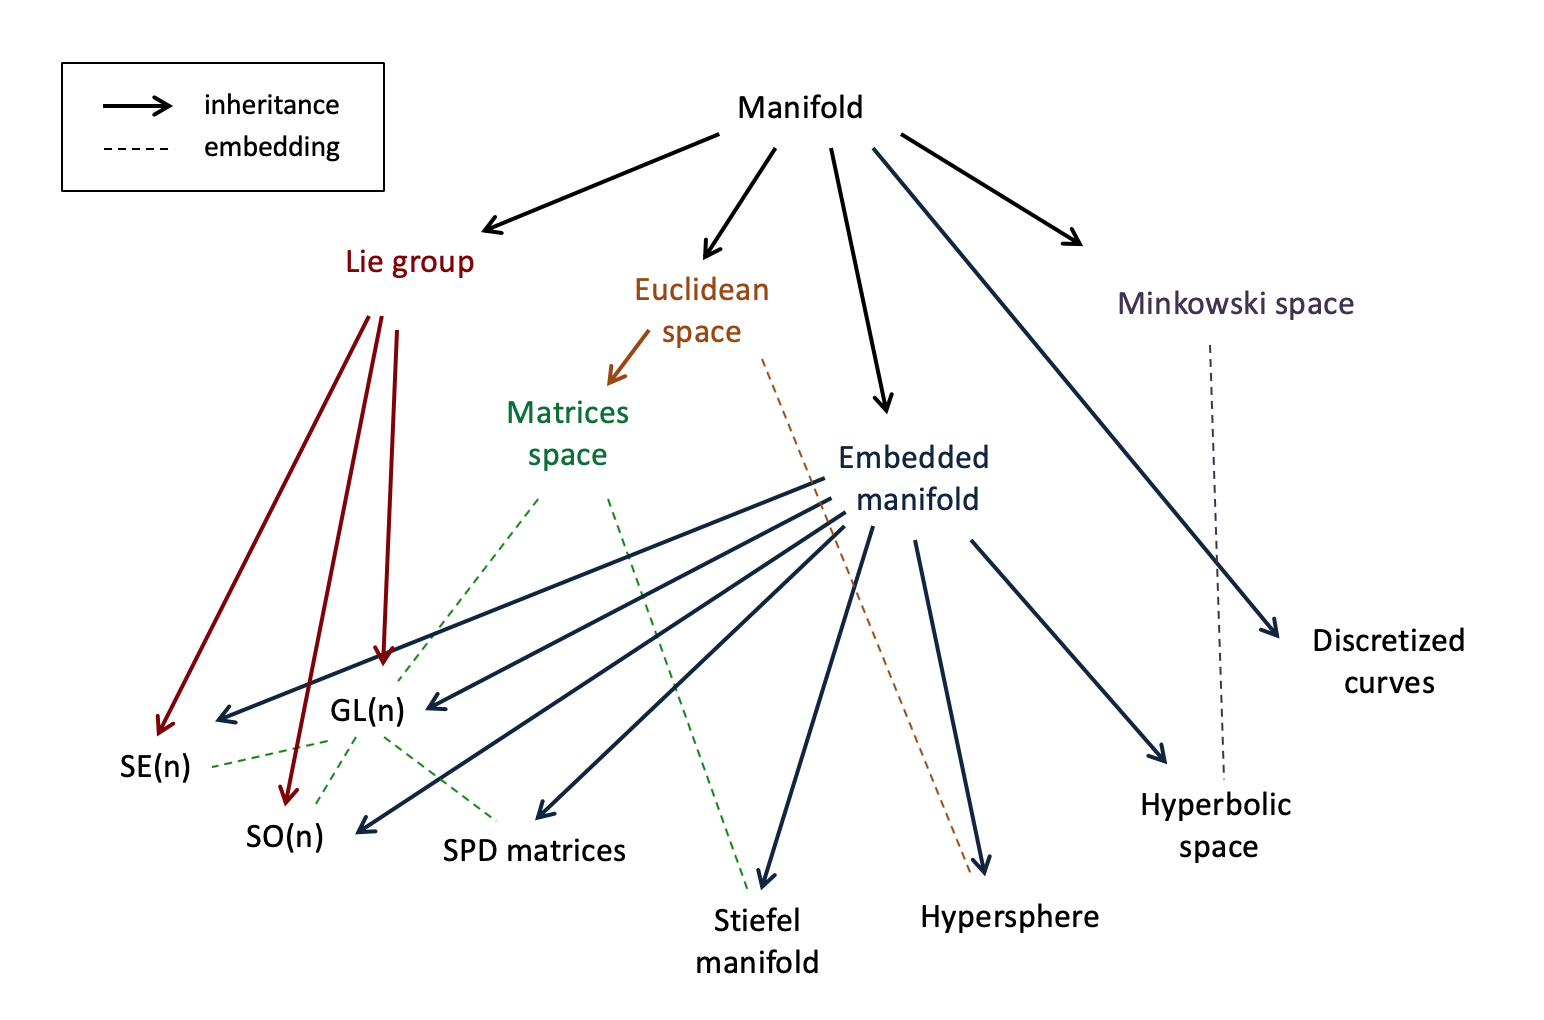 inheritance
embedding
Manifold
Lie group
Euclidean
space
Minkowski space
Matrices
space
Embedded
manifold
Discretized
curves
GL(n)
SE(n)
SO(n)
SPD matrices
Hyperbolic
space
Stiefel
manifold
Hypersphere